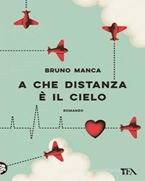 BRUNO MANCA
A CHE DISTANZA
È IL CIELO
ROMANZO
TEA